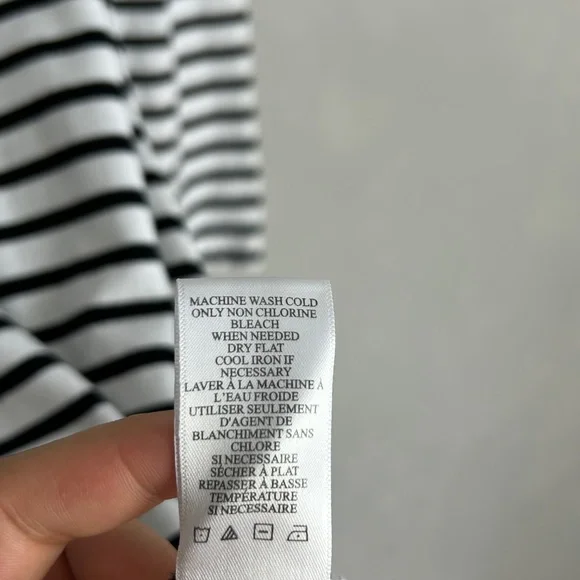 MACHINE WASH COLD
ONLY NON CHLORINE
BLEACH
WHEN NEEDED
DRY FLAT
COOL IRON IF
NECESSARY
LAVER À LA MACHINE À
L'EAU FROIDE
UTILISER SEULEMENT
D'AGENT DE
BLANCHIMENT SANS
CHLORE
SI NECESSAIRE
SÉCHER À PLAT
REPASSER À BASSE
TEMPÉRATURE
SI NECESSAIRE